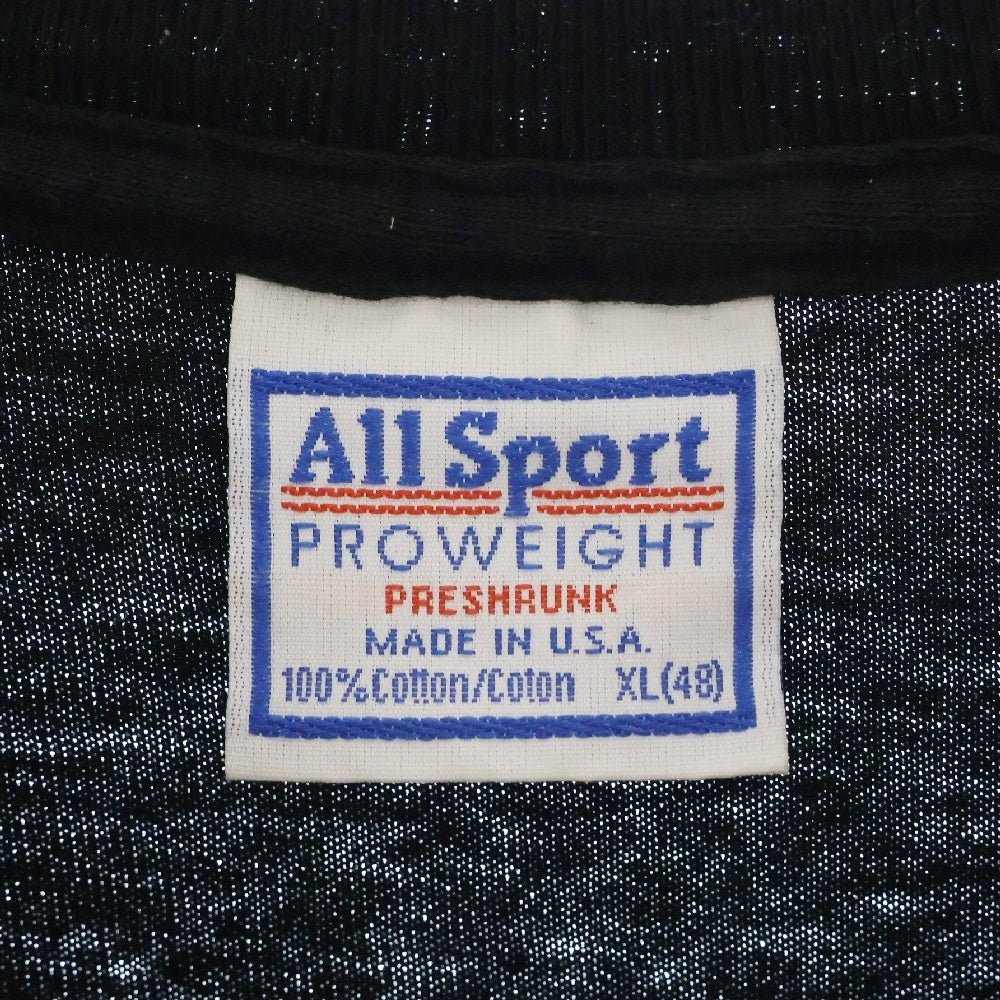 All Sport
PROWEIGHT
PRESHRUNK
MADE IN U.S.A.
100% Cotton/Coton XL(48)